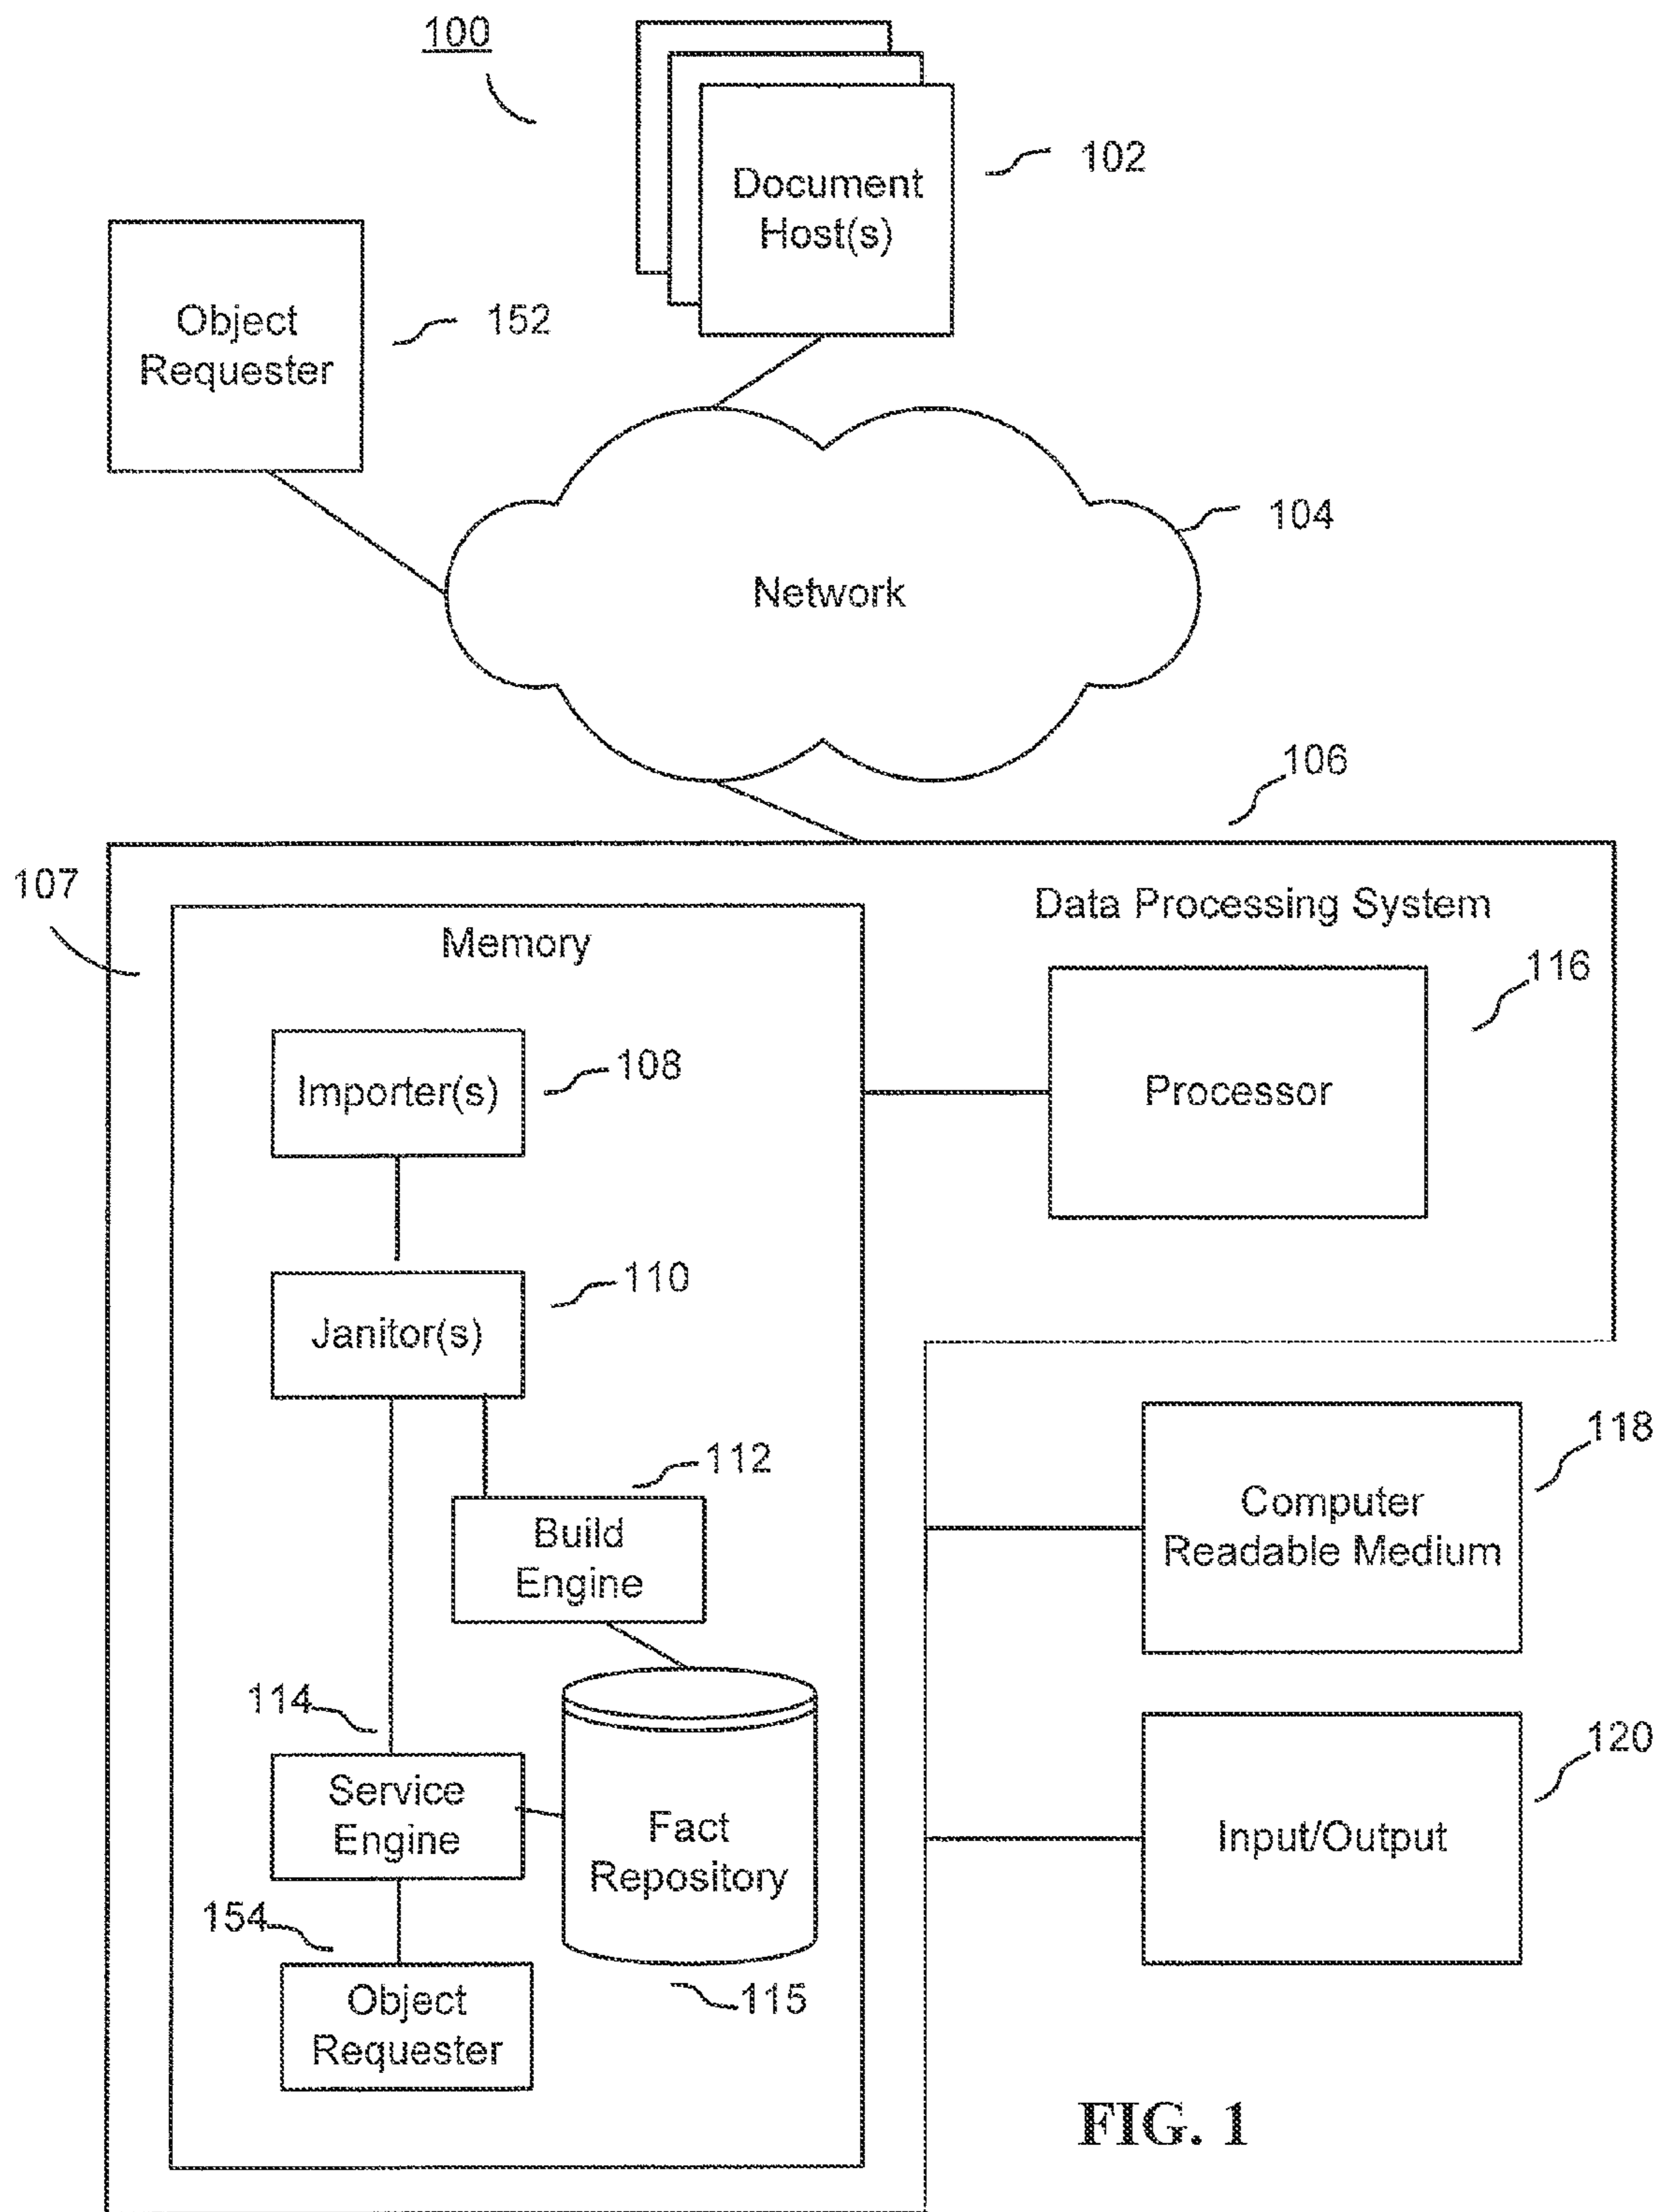 100
Document
Host(s)
102
Object
Requester
152
104
Network
106
107
Data Processing System
Memory
116
Processor
Importer(s)
108
Janitor(s)
110
118
Computer
Readable Medium
112
Build
Engine
114
Service
Engine
Fact
Repository
120
Input/Output
154
Object
Requester
115
FIG. 1